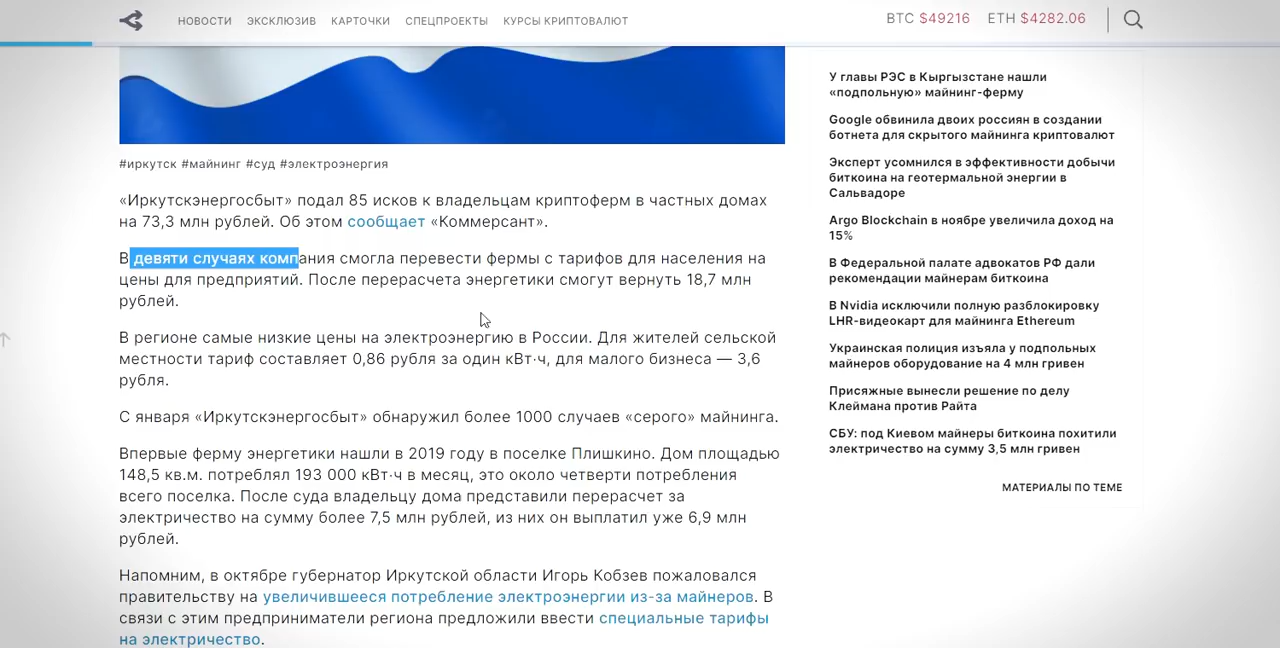 НОВОСТИ ЭКСКЛЮЗИВ КАРТОЧКИ СПЕЦПРОЕКТЫ КУРСЫ КРИПТОВАЛЮТ
BTC $49216 ETH $4282.06
#иркутск #майнинг #суд #электроэнергия
«Иркутскэнергосбыт» подал 85 исков к владельцам криптоферм в частных домах
на 73,3 млн рублей. Об этом сообщает «Коммерсант».
В девяти случаях компания смогла перевести фермы с тарифов для населения на
цены для предприятий. После перерасчета энергетики смогут вернуть 18,7 млн
рублей.
В регионе самые низкие цены на электроэнергию в России. Для жителей сельской
местности тариф составляет 0,86 рубля за один кВт·ч, для малого бизнеса — 3,6
рубля.
С января «Иркутскэнергосбыт» обнаружил более 1000 случаев «серого» майнинга.
Впервые ферму энергетики нашли в 2019 году в поселке Плишкино. Дом площадью
148,5 кв.м. потреблял 193 000 кВт·ч в месяц, это около четверти потребления
всего поселка. После суда владельцу дома представили перерасчет за
электричество на сумму более 7,5 млн рублей, из них он выплатил уже 6,9 млн
рублей.
Напомним, в октябре губернатор Иркутской области Игорь Кобзев пожаловался
правительству на увеличившееся потребление электроэнергии из-за майнеров. В
связи с этим предприниматели региона предложили ввести специальные тарифы
на электричество.
У главы РЭС в Кыргызстане нашли
«подпольную» майнинг-ферму
Google обвинила двоих россиян в создании
ботнета для скрытого майнинга криптовалют
Эксперт усомнился в эффективности добычи
биткоина на геотермальной энергии в
Сальвадоре
Argo Blockchain в ноябре увеличила доход на
15%
В Федеральной палате адвокатов РФ дали
рекомендации майнерам биткоина
В Nvidia исключили полную разблокировку
LHR-видеокарт для майнинга Ethereum
Украинская полиция изъяла у подпольных
майнеров оборудование на 4 млн гривен
Присяжные вынесли решение по делу
Клеймана против Райта
СБУ: под Киевом майнеры биткоина похитили
электричество на сумму 3,5 млн гривен
МАТЕРИАЛЫ ПО ТЕМЕ